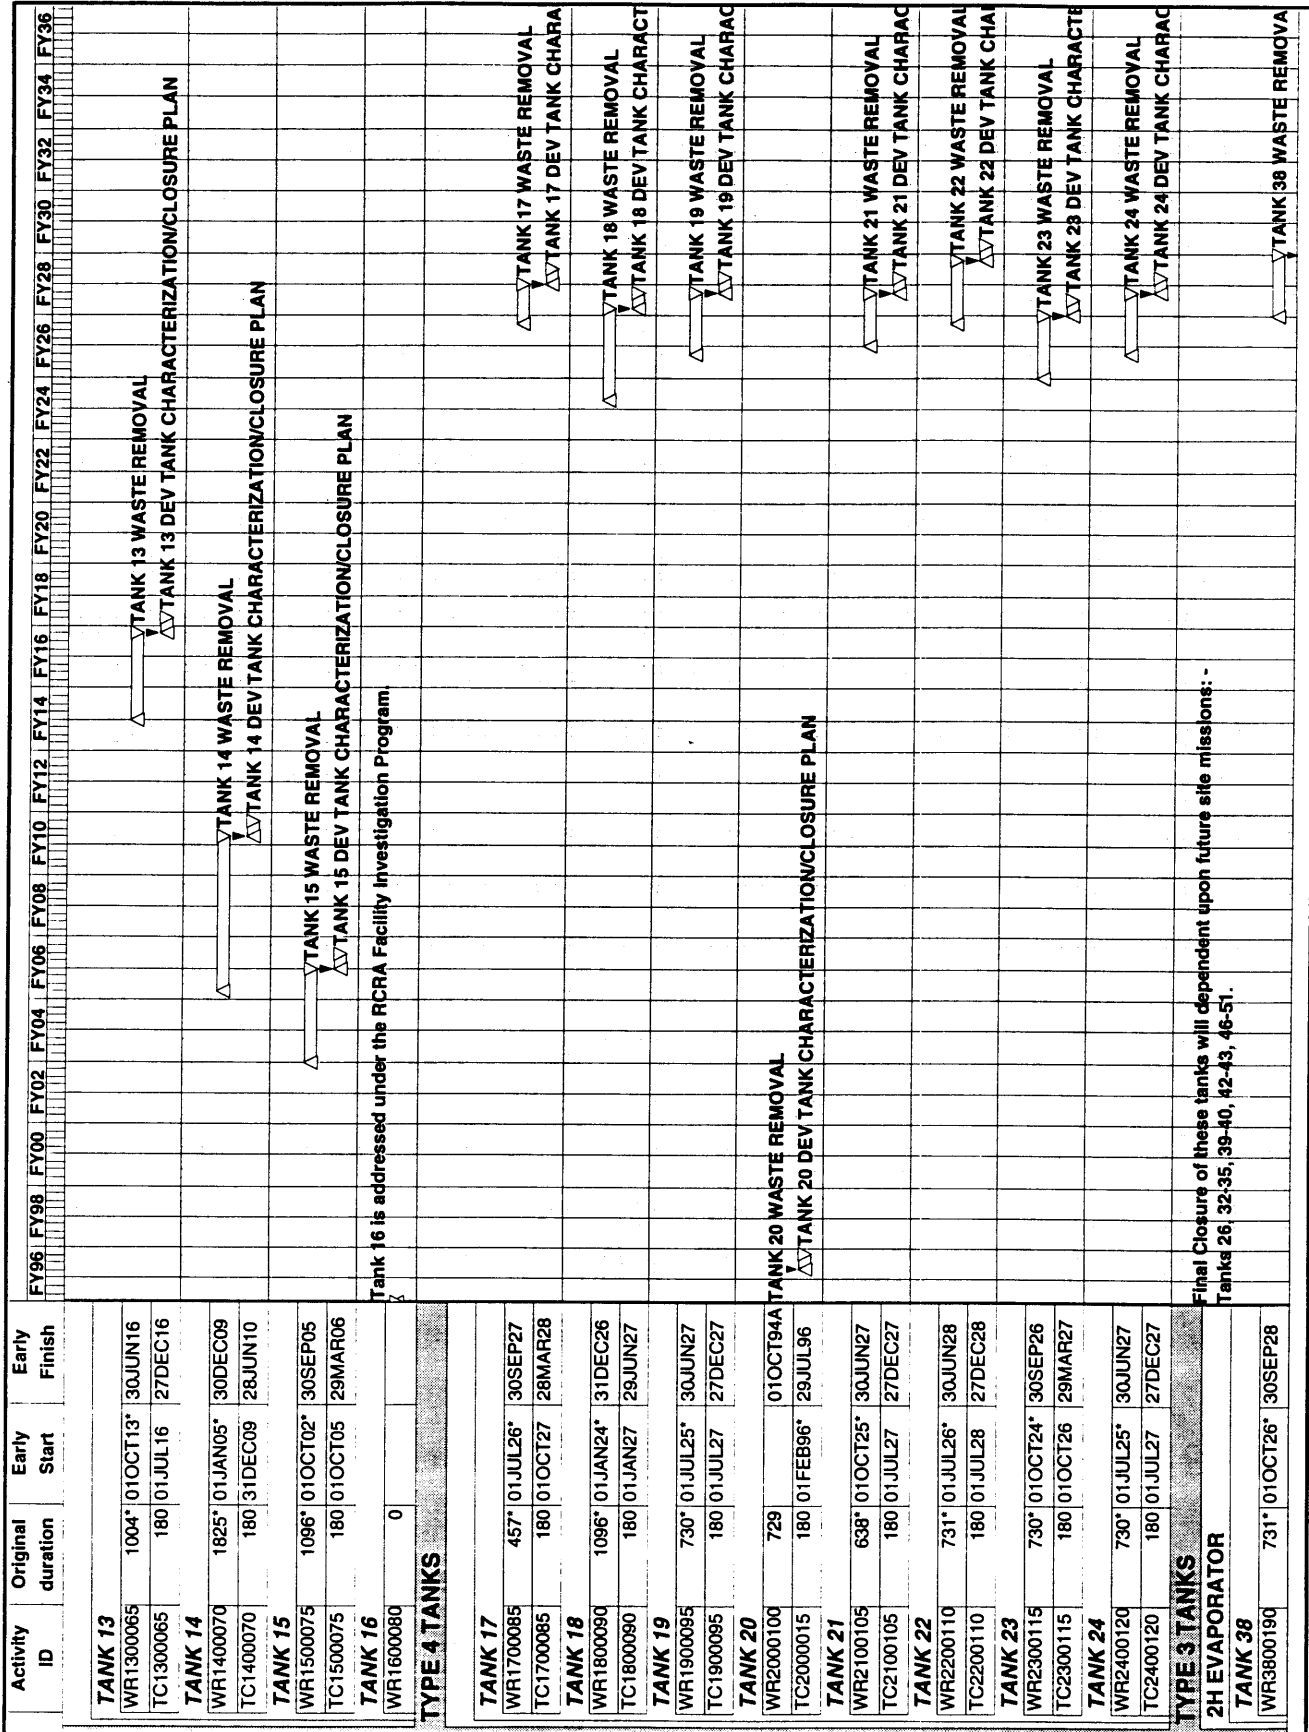 Activity ID Original duration Early Start Early Finish FY96 FY98 FY00 FY02 FY04 FY06 FY08 FY10 FY12 FY14 FY16 FY18 FY20 FY22 FY24 FY26 FY28 FY30 FY32 FY34 FY36
TANK 13
WR1300065 1004* 01OCT13* 30JUN16 TANK 13 WASTE REMOVAL
TC1300065 180 01JUL16 27DEC16 TANK 13 DEV TANK CHARACTERIZATION/CLOSURE PLAN
TANK 14
WR1400070 1825* 01JAN05* 30DEC09 TANK 14 WASTE REMOVAL
TC1400070 180 31DEC09 28JUN10 TANK 14 DEV TANK CHARACTERIZATION/CLOSURE PLAN
TANK 15
WR1500075 1096* 01OCT02* 30SEP05 TANK 15 WASTE REMOVAL
TC1500075 180 01OCT05 29MAR06 TANK 15 DEV TANK CHARACTERIZATION/CLOSURE PLAN
TANK 16
Tank 16 is addressed under the RCRA Facility Investigation Program.
WR1600080 0
TYPE 4 TANKS
TANK 17
WR1700085 457* 01JUL26* 30SEP27 TANK 17 WASTE REMOVAL
TC1700085 180 01OCT27 28MAR28 TANK 17 DEV TANK CHARA
TANK 18
WR1800090 1096* 01JAN24* 31DEC26 TANK 18 WASTE REMOVAL
TC1800090 180 01JAN27 29JUN27 TANK 18 DEV TANK CHARACT
TANK 19
WR1900095 730* 01JUL25* 30JUN27 TANK 19 WASTE REMOVAL
TC1900095 180 01JUL27 27DEC27 TANK 19 DEV TANK CHARAC
TANK 20
WR2000100 729 01OCT94A TANK 20 WASTE REMOVAL
TC2000015 180 01FEB96* 29JUL96 TANK 20 DEV TANK CHARACTERIZATION/CLOSURE PLAN
TANK 21
WR2100105 638* 01OCT25* 30JUN27 TANK 21 WASTE REMOVAL
TC2100105 180 01JUL27 27DEC27 TANK 21 DEV TANK CHARAC
TANK 22
WR2200110 731* 01JUL26* 30JUN28 TANK 22 WASTE REMOVAL
TC2200110 180 01JUL28 27DEC28 TANK 22 DEV TANK CHA
TANK 23
WR2300115 730* 01OCT24* 30SEP26 TANK 23 WASTE REMOVAL
TC2300115 180 01OCT26 29MAR27 TANK 23 DEV TANK CHARACTE
TANK 24
WR2400120 730* 01JUL25* 30JUN27 TANK 24 WASTE REMOVAL
TC2400120 180 01JUL27 27DEC27 TANK 24 DEV TANK CHARAC
TYPE 3 TANKS
Final Closure of these tanks will dependent upon future site missions: -
2H EVAPORATOR
Tanks 26, 32-35, 39-40, 42-43, 46-51.
TANK 38
WR3800190 731* 01OCT26* 30SEP28 TANK 38 WASTE REMOVA